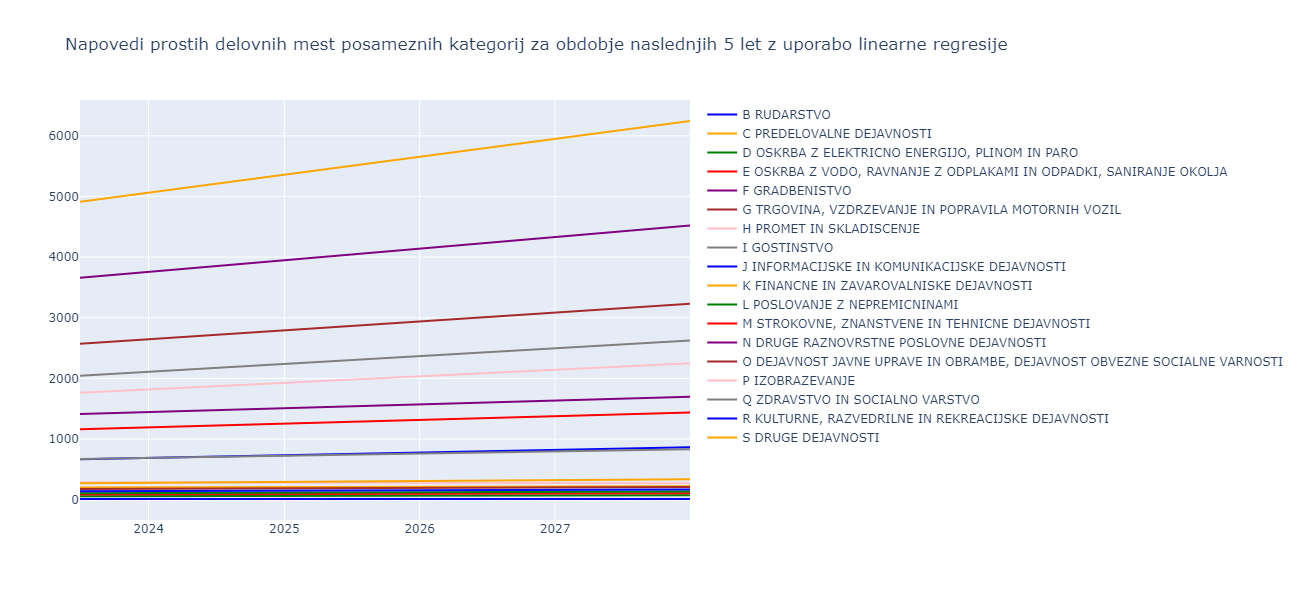 Napovedi prostih delovnih mest posameznih kategorij za obdobje naslednjih 5 let z uporabo linearne regresije
6000
5000
4000
3000
2000
1000
0
2024
2025
2026
2027
B RUDARSTVO
C PREDELOVALNE DEJAVNOSTI
D OSKRBA Z ELEKTRICNO ENERGIJO, PLINOM IN PARO
E OSKRBA Z VODO, RAVNANJE Z ODPLAKAMI IN ODPADKI, SANIRANJE OKOLJA
F GRADBENISTVO
G TRGOVINA, VZDRZEVANJE IN POPRAVILA MOTORNIH VOZIL
H PROMET IN SKLADISCENJE
I GOSTINSTVO
J INFORMACIJSKE IN KOMUNIKACIJSKE DEJAVNOSTI
K FINANCNE IN ZAVAROVALNISKE DEJAVNOSTI
L POSLOVANJE Z NEPREMICNINAMI
M STROKOVNE, ZNANSTVENE IN TEHNICNE DEJAVNOSTI
N DRUGE RAZNOVRSTNE POSLOVNE DEJAVNOSTI
O DEJAVNOST JAVNE UPRAVE IN OBRAMBE, DEJAVNOST OBVEZNE SOCIALNE VARNOSTI
P IZOBRAZEVANJE
Q ZDRAVSTVO IN SOCIALNO VARSTVO
R KULTURNE, RAZVEDRILNE IN REKREACIJSKE DEJAVNOSTI
S DRUGE DEJAVNOSTI